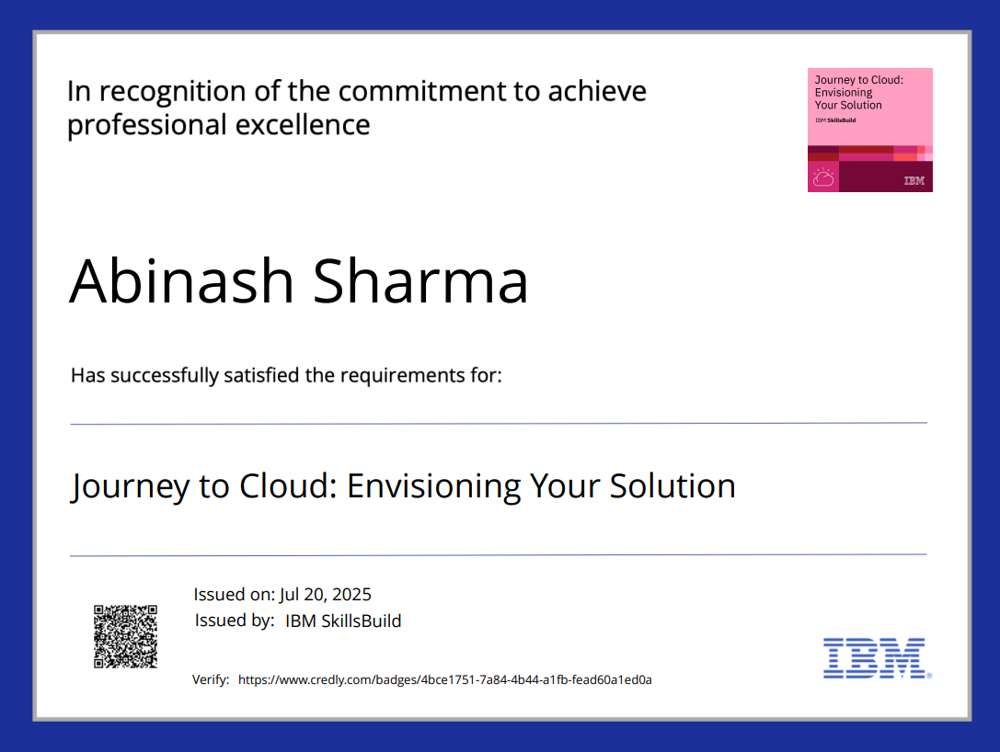 In recognition of the commitment to achieve
professional excellence
Journey to Cloud:
Envisioning
Your Solution
IBM SkillsBuild
IBM
Abinash Sharma
Has successfully satisfied the requirements for:
Journey to Cloud: Envisioning Your Solution
Issued on: Jul 20, 2025
Issued by: IBM SkillsBuild
Verify: https://www.credly.com/badges/4bce1751-7a84-4b44-a1fb-fead60a1ed0a
IBM®